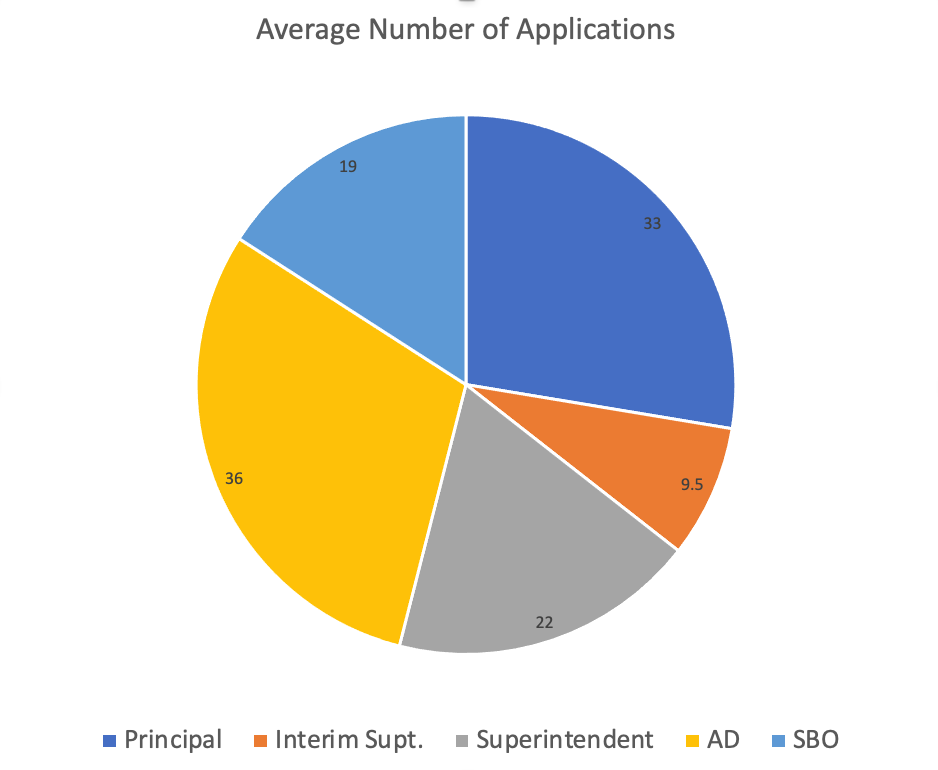 Average Number of Applications
19
33
36
9.5
22
Principal Interim Supt. Superintendent AD SBO